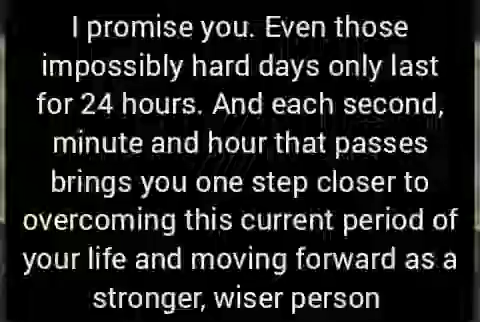 I promise you. Even those
impossibly hard days only last
for 24 hours. And each second,
minute and hour that passes
brings you one step closer to
overcoming this current period of
your life and moving forward as a
stronger, wiser person